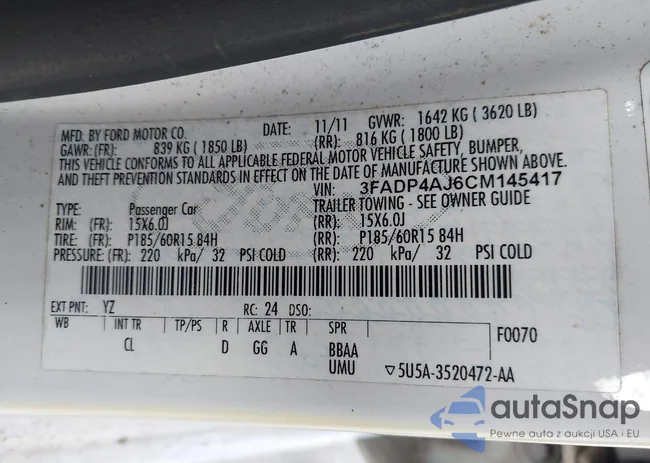 MFD. BY FORD MOTOR CO. DATE: 11/11 GVWR: 1642 KG ( 3620 LB)
GAWR: (FR): 839 KG ( 1850 LB) (RR): 816 KG ( 1800 LB)
THIS VEHICLE CONFORMS TO ALL APPLICABLE FEDERAL MOTOR VEHICLE SAFETY, BUMPER,
AND THEFT PREVENTION STANDARDS IN EFFECT ON THE DATE OF MANUFACTURE SHOWN ABOVE.
VIN: 3FADP4AJ6CM145417
TYPE: Passenger Car TRAILER TOWING - SEE OWNER GUIDE
RIM: (FR): 15X6.0J (RR): 15X6.0J
TIRE: (FR): P185/60R15 84H (RR): P185/60R15 84H
PRESSURE: (FR): 220 kPa/ 32 PSI COLD (RR): 220 kPa/ 32 PSI COLD
EXT PNT: YZ RC: 24 DSO:
WB INT TR TP/PS R AXLE TR SPR F0070
CL D GG A BBAA
UMU ▽5U5A-3520472-AA
autoSnap
Pewne auta z aukcji USA i EU